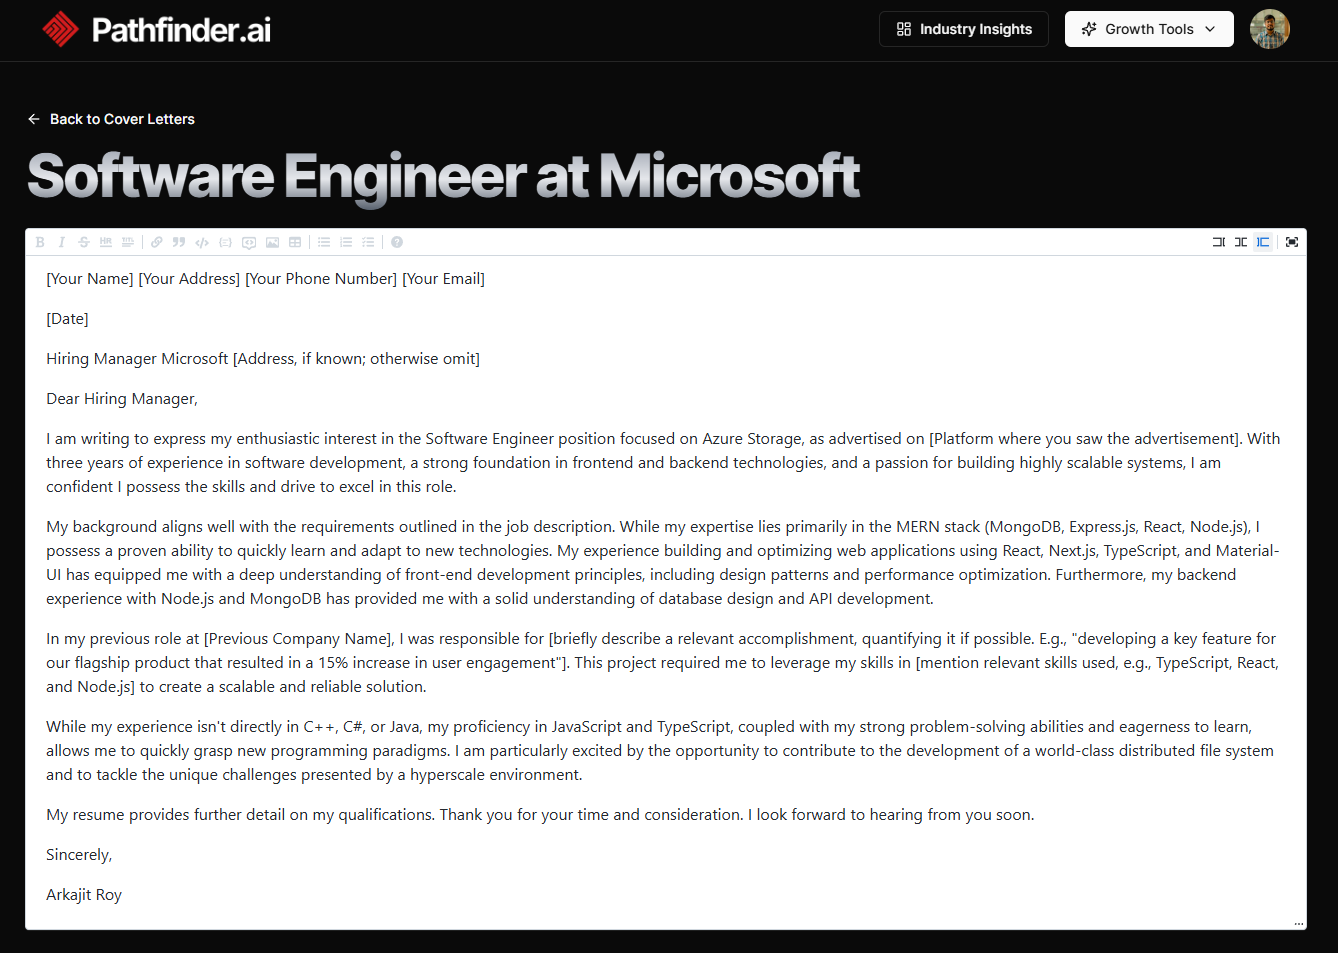 Pathfinder.ai
Industry Insights
Growth Tools
Back to Cover Letters
Software Engineer at Microsoft
[Your Name] [Your Address] [Your Phone Number] [Your Email]
[Date]
Hiring Manager Microsoft [Address, if known; otherwise omit]
Dear Hiring Manager,
I am writing to express my enthusiastic interest in the Software Engineer position focused on Azure Storage, as advertised on [Platform where you saw the advertisement]. With
three years of experience in software development, a strong foundation in frontend and backend technologies, and a passion for building highly scalable systems, I am
confident I possess the skills and drive to excel in this role.
My background aligns well with the requirements outlined in the job description. While my expertise lies primarily in the MERN stack (MongoDB, Express.js, React, Node.js), I
possess a proven ability to quickly learn and adapt to new technologies. My experience building and optimizing web applications using React, Next.js, TypeScript, and Material-
UI has equipped me with a deep understanding of front-end development principles, including design patterns and performance optimization. Furthermore, my backend
experience with Node.js and MongoDB has provided me with a solid understanding of database design and API development.
In my previous role at [Previous Company Name], I was responsible for [briefly describe a relevant accomplishment, quantifying it if possible. E.g., "developing a key feature for
our flagship product that resulted in a 15% increase in user engagement"]. This project required me to leverage my skills in [mention relevant skills used, e.g., TypeScript, React,
and Node.js] to create a scalable and reliable solution.
While my experience isn't directly in C++, C#, or Java, my proficiency in JavaScript and TypeScript, coupled with my strong problem-solving abilities and eagerness to learn,
allows me to quickly grasp new programming paradigms. I am particularly excited by the opportunity to contribute to the development of a world-class distributed file system
and to tackle the unique challenges presented by a hyperscale environment.
My resume provides further detail on my qualifications. Thank you for your time and consideration. I look forward to hearing from you soon.
Sincerely,
Arkajit Roy